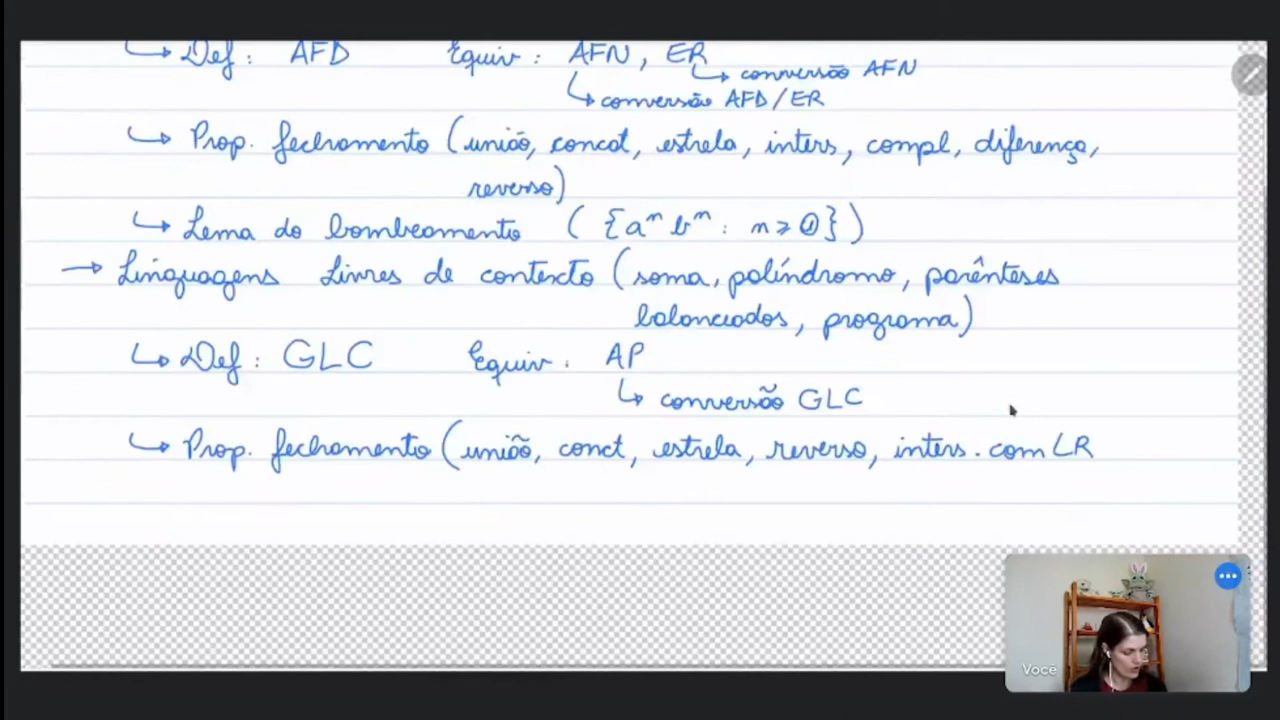 ↳ Def: AFD Equiv: AFN, ER
↳ conversão AFN
↳ conversão AFD/ER
↳ Prop. fechamento (união, concat, estrela, inters, compl, diferença,
reverso)
↳ Lema do bombeamento ({aⁿbⁿ: n≥0})
→ Linguagens Livres de contexto (soma, palíndromo, parênteses
balanceados, programa)
↳ Def: GLC Equiv: AP
↳ conversão GLC
↳ Prop. fechamento (união, conct, estrela, reverso, inters. com LR
Você